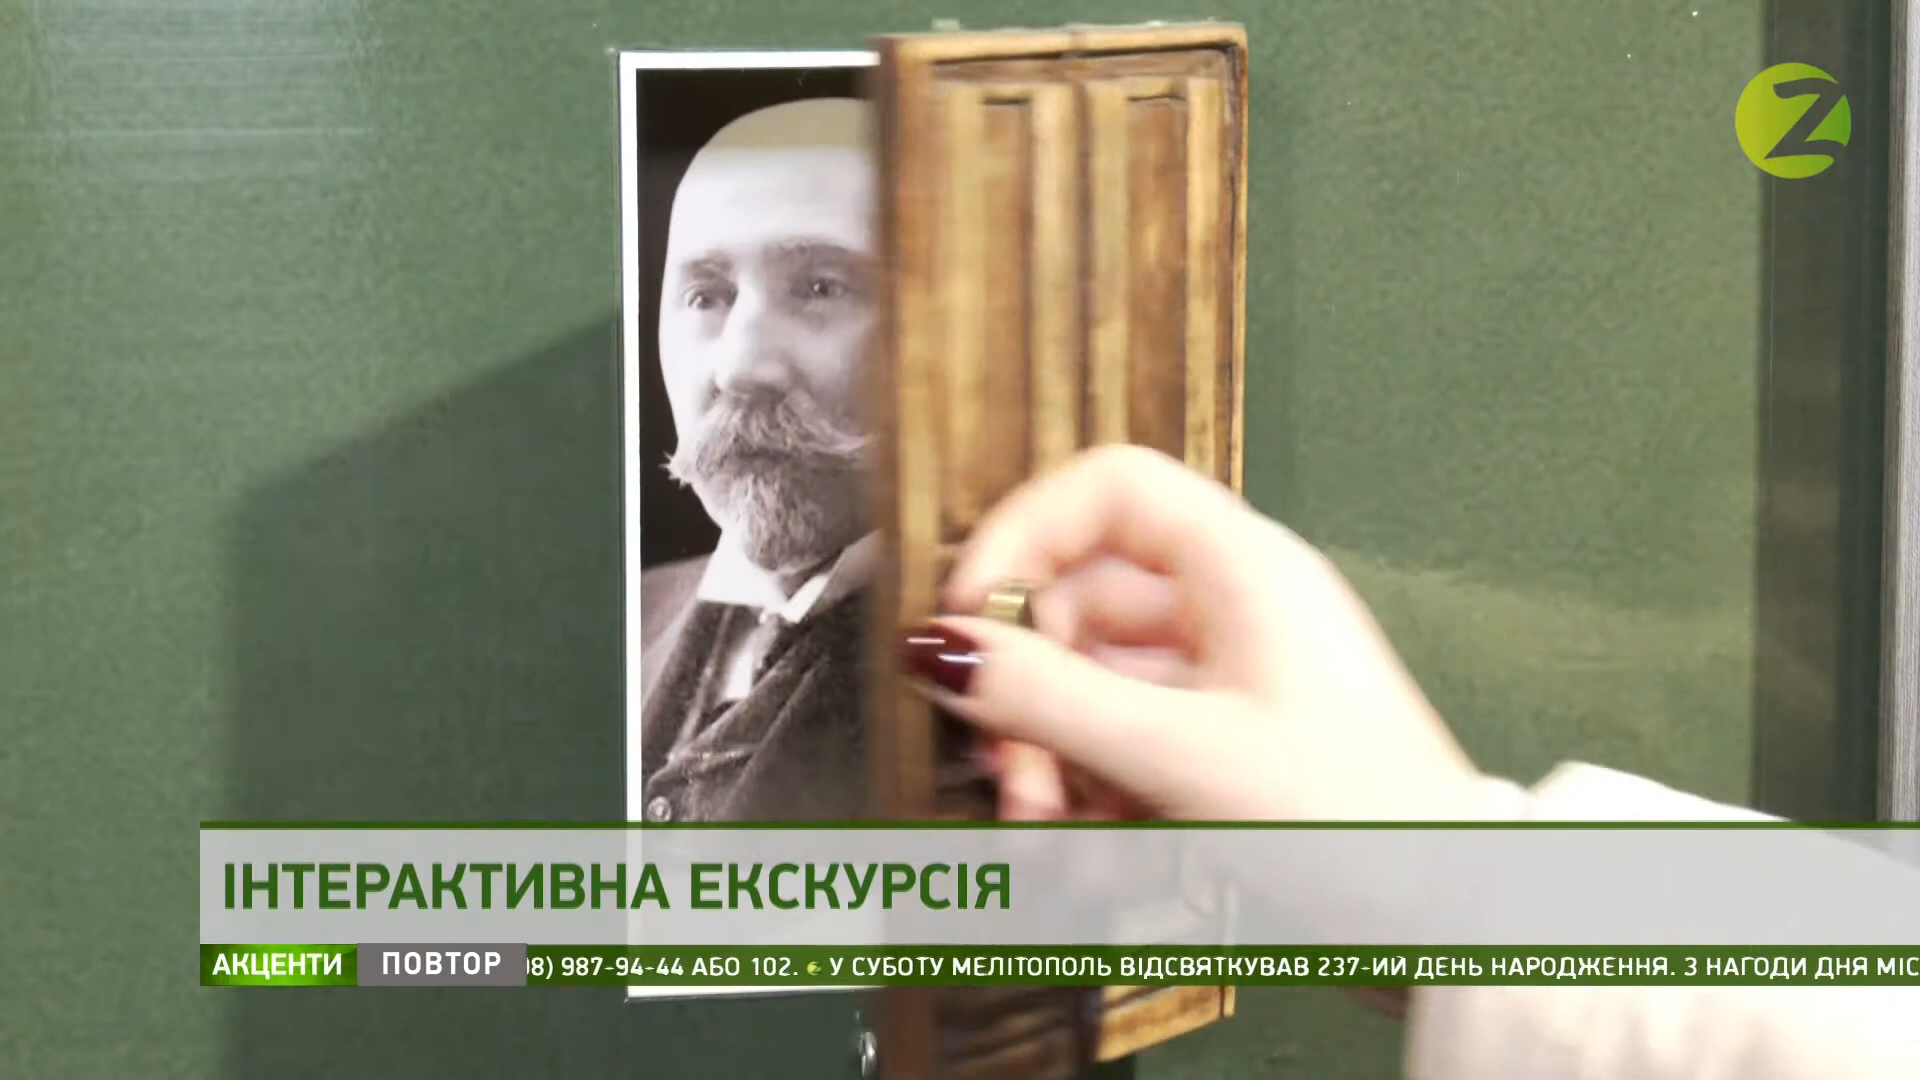 Z
ІНТЕРАКТИВНА ЕКСКУРСІЯ
АКЦЕНТИ ПОВТОР 987-94-44 АБО 102. У СУБОТУ МЕЛІТОПОЛЬ ВІДСВЯТКУВАВ 237-ИЙ ДЕНЬ НАРОДЖЕННЯ. З НАГОДИ ДНЯ МІС